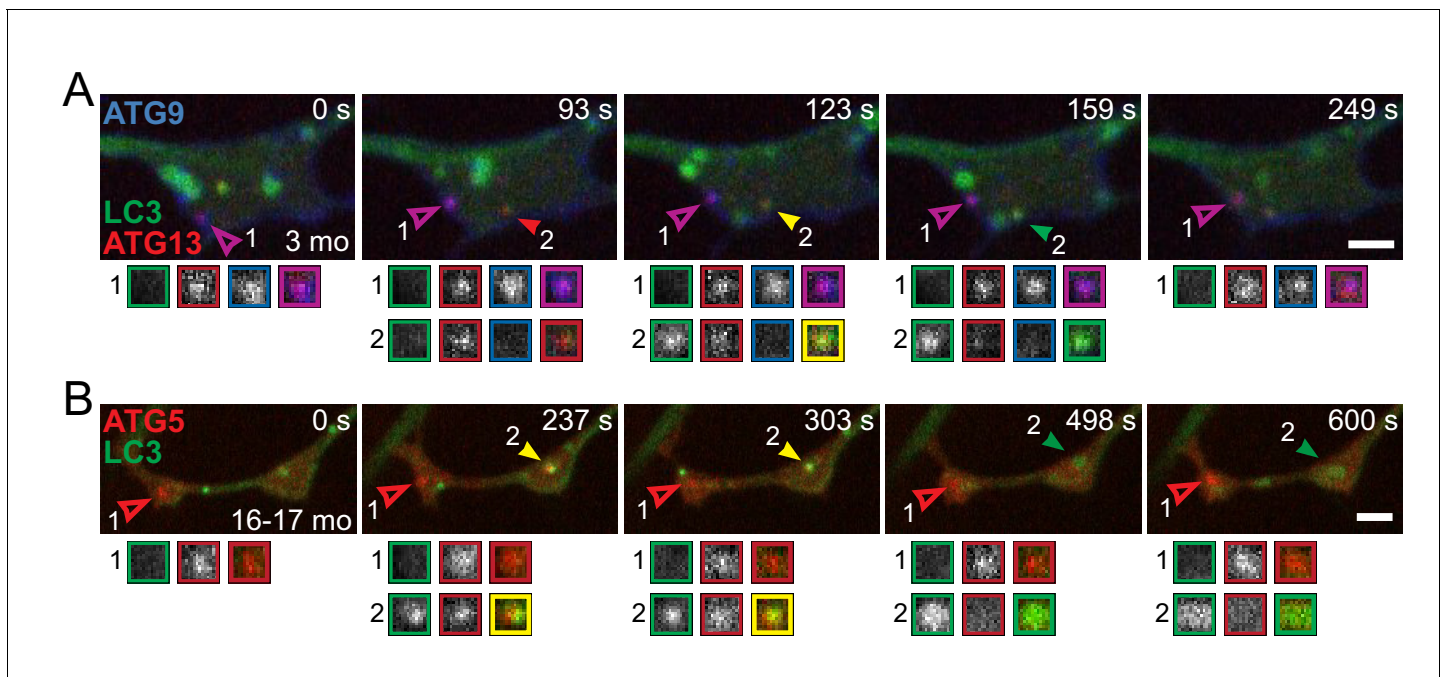 A
ATG9 0 s 93 s 123 s 159 s 249 s
LC3
ATG13 1 3 mo 1 2 1 2 1 2 1
1 1 1 1 1
2 2 2
B
ATG5 0 s 237 s 303 s 498 s 600 s
LC3 2 2 2 2
1 16-17 mo 1 1 1 1
1 1 1 1 1
2 2 2 2